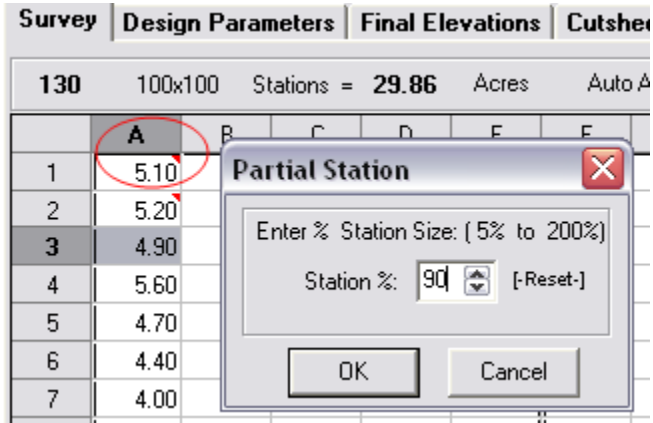 Survey Design Parameters Final Elevations Cutshe
130 100x100 Stations = 29.86 Acres Auto A
A B C D E F
1 5.10
Partial Station
2 5.20
Enter % Station Size: ( 5% to 200%)
3 4.90
4 5.60
Station %: 90 [-Reset-]
5 4.70
6 4.40
OK Cancel
7 4.00